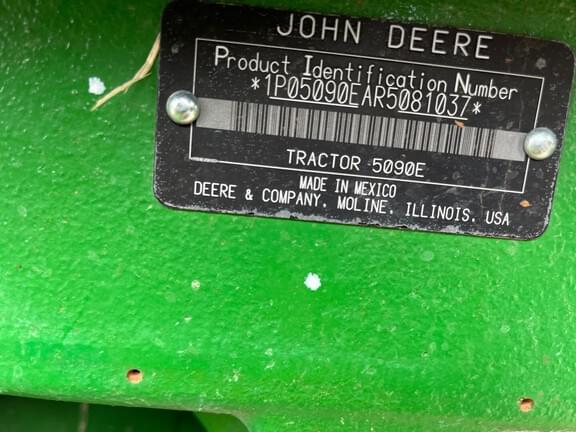 JOHN DEERE
Product Identification Number
*1P05090EAR5081037*
TRACTOR 5090E
MADE IN MEXICO
DEERE & COMPANY, MOLINE, ILLINOIS, USA